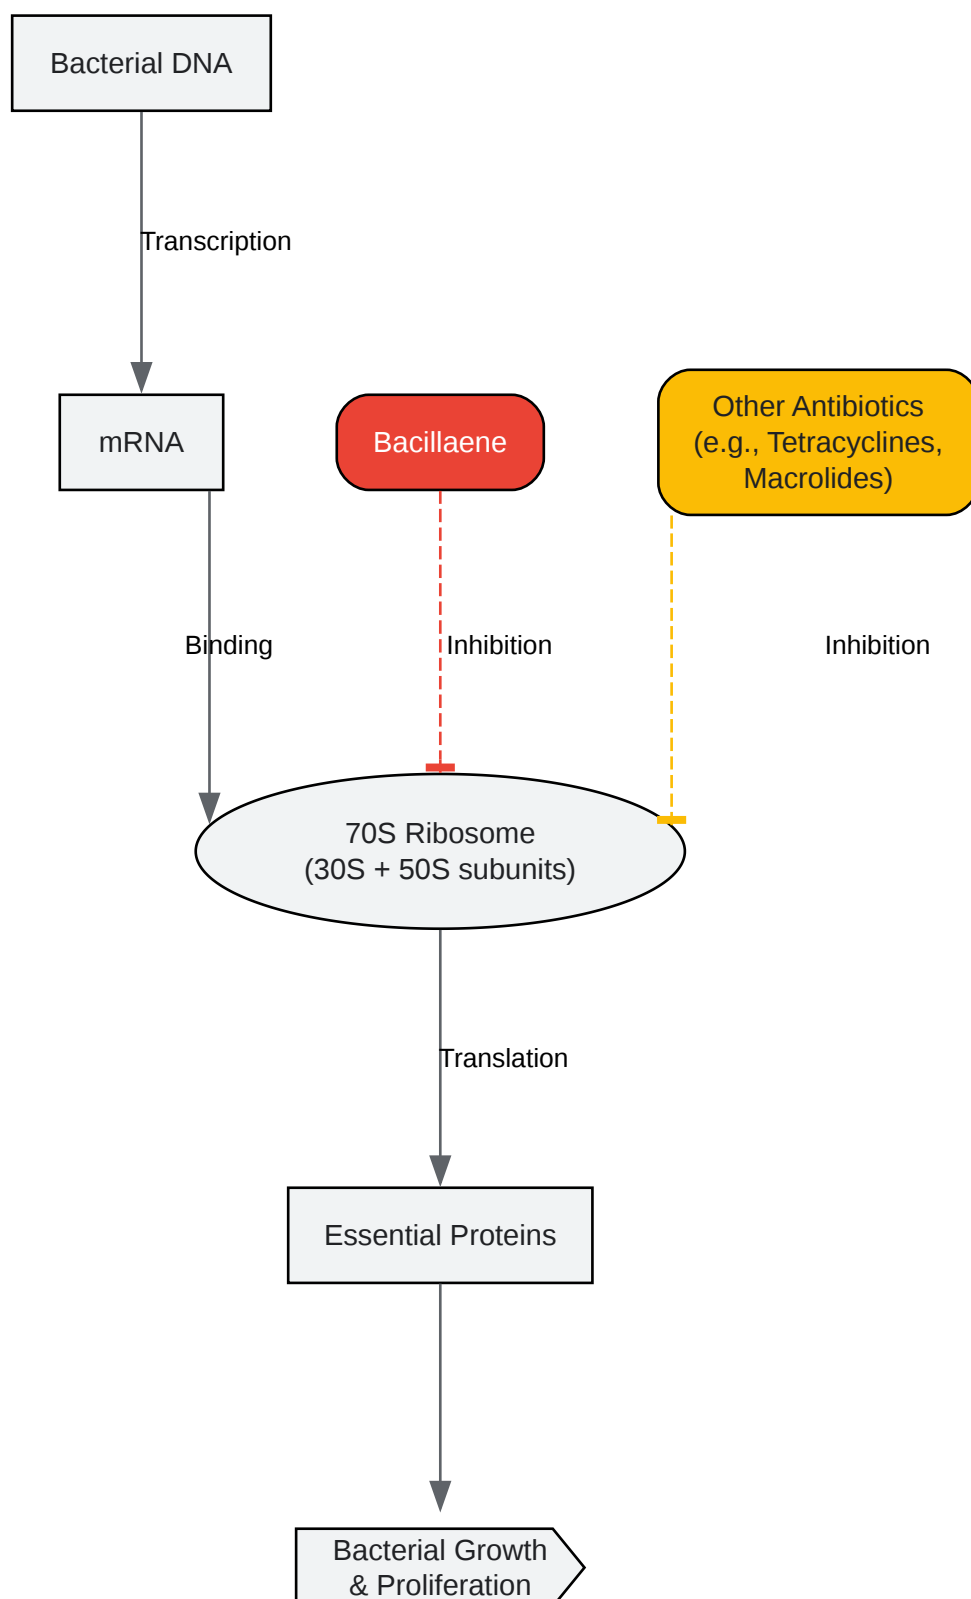 Bacterial DNA
Transcription
mRNA
Bacillaene
Other Antibiotics
(e.g., Tetracyclines,
Macrolides)
Binding
Inhibition
Inhibition
70S Ribosome
(30S + 50S subunits)
Translation
Essential Proteins
Bacterial Growth
& Proliferation